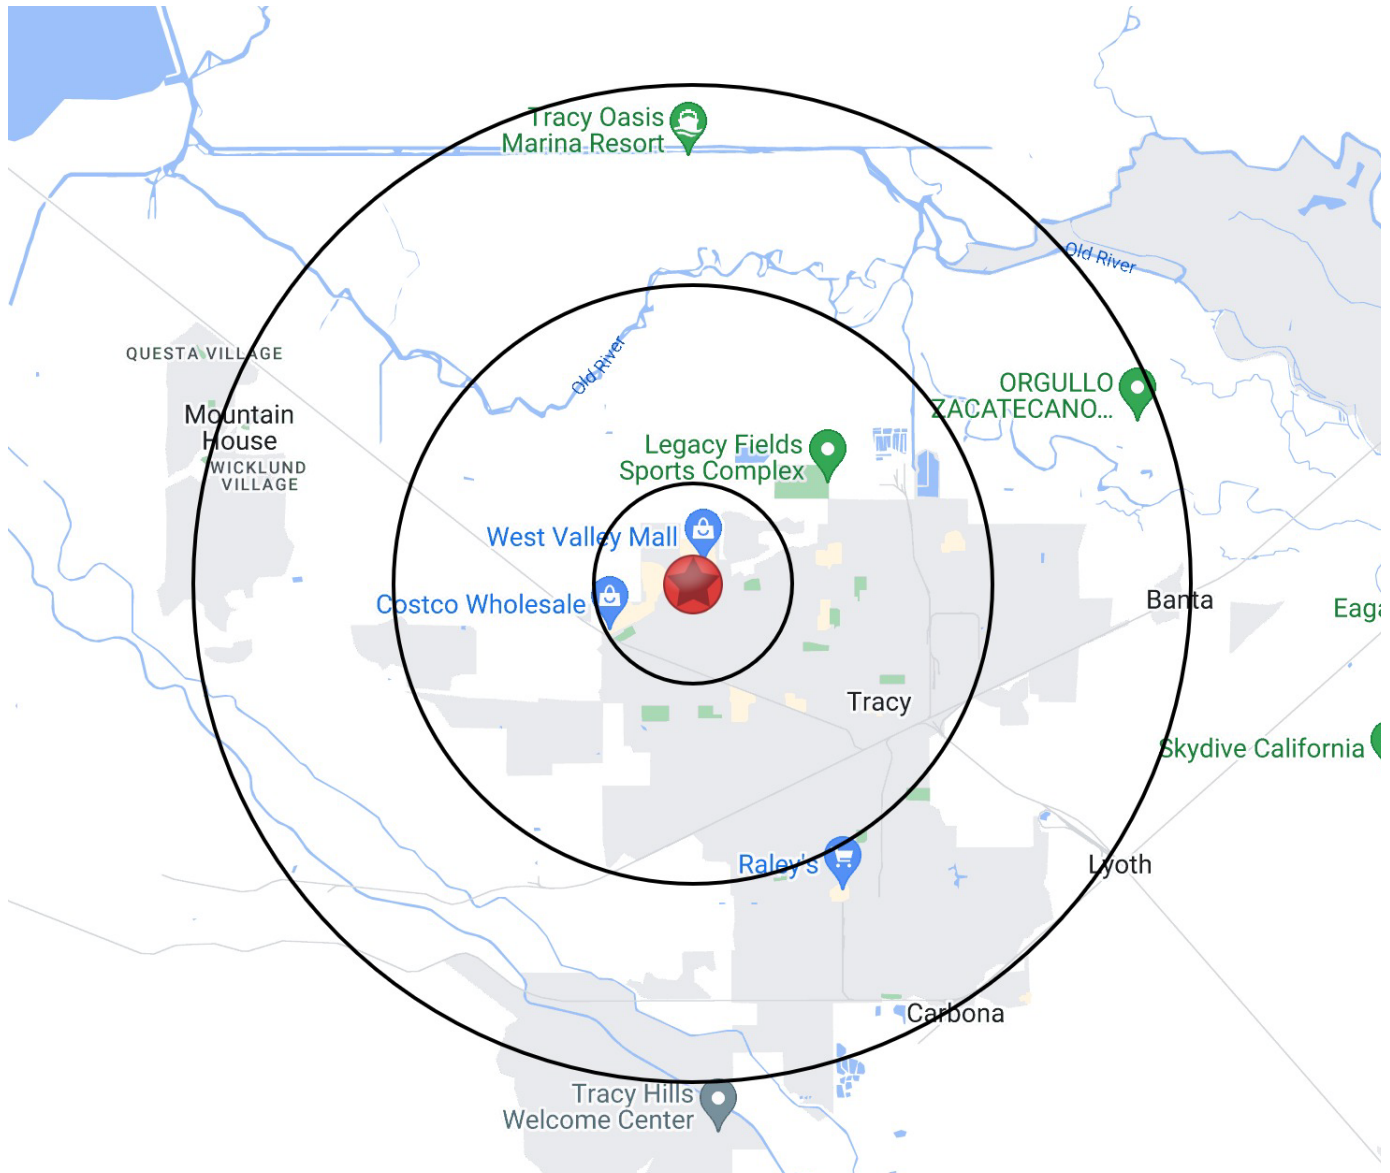 Tracy Oasis
Marina Resort
Old River
QUESTA VILLAGE
Old River
ORGULLO
ZACATECANO...
Mountain
House
WICKLUND
VILLAGE
Legacy Fields
Sports Complex
West Valley Mall
Costco Wholesale
Banta
Eaga
Tracy
Skydive California
Raley's
Lyoth
Carbona
Tracy Hills
Welcome Center